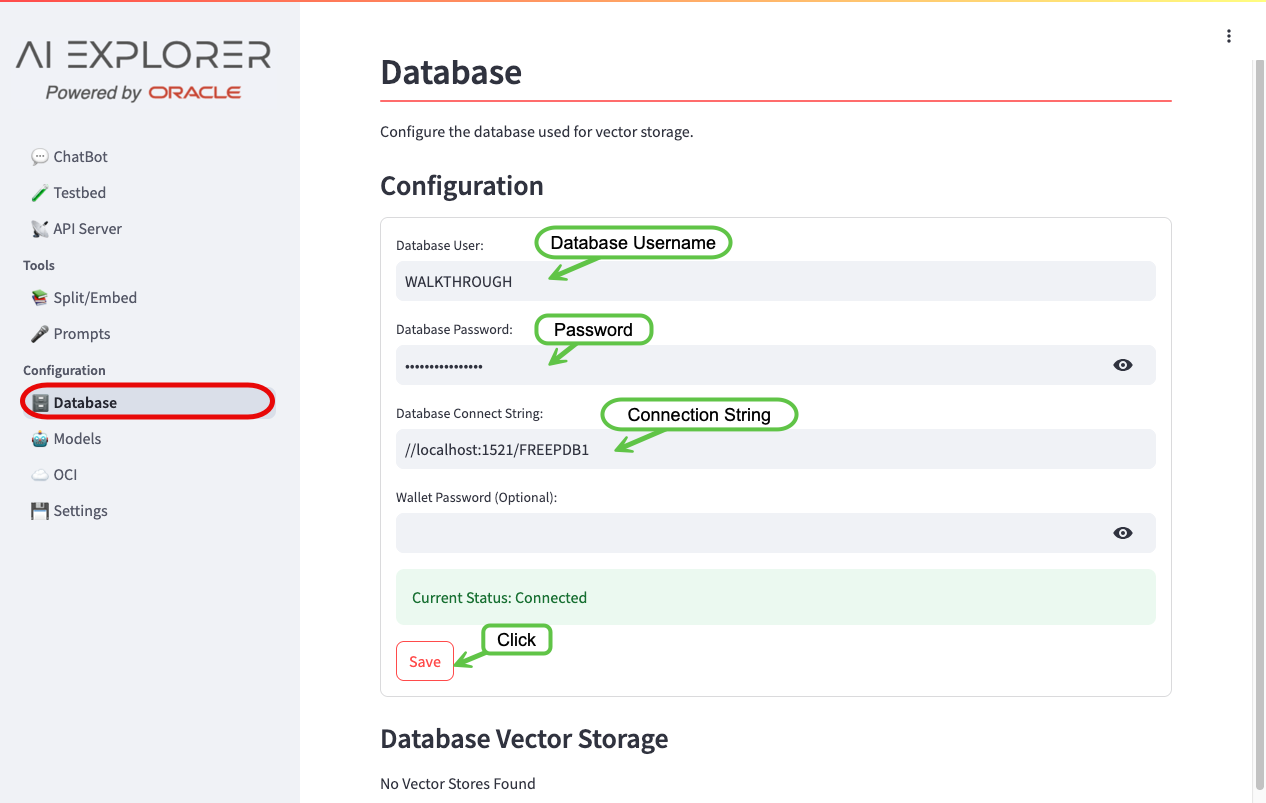 AI EXPLORER
Powered by ORACLE
ChatBot
Testbed
API Server
Tools
Split/Embed
Prompts
Configuration
Database
Models
OCI
Settings
Database
Configure the database used for vector storage.
Configuration
Database User:
Database Username
WALKTHROUGH
Database Password:
Password
••••••••••••••••
Database Connect String:
Connection String
//localhost:1521/FREEPDB1
Wallet Password (Optional):
Current Status: Connected
Click
Save
Database Vector Storage
No Vector Stores Found